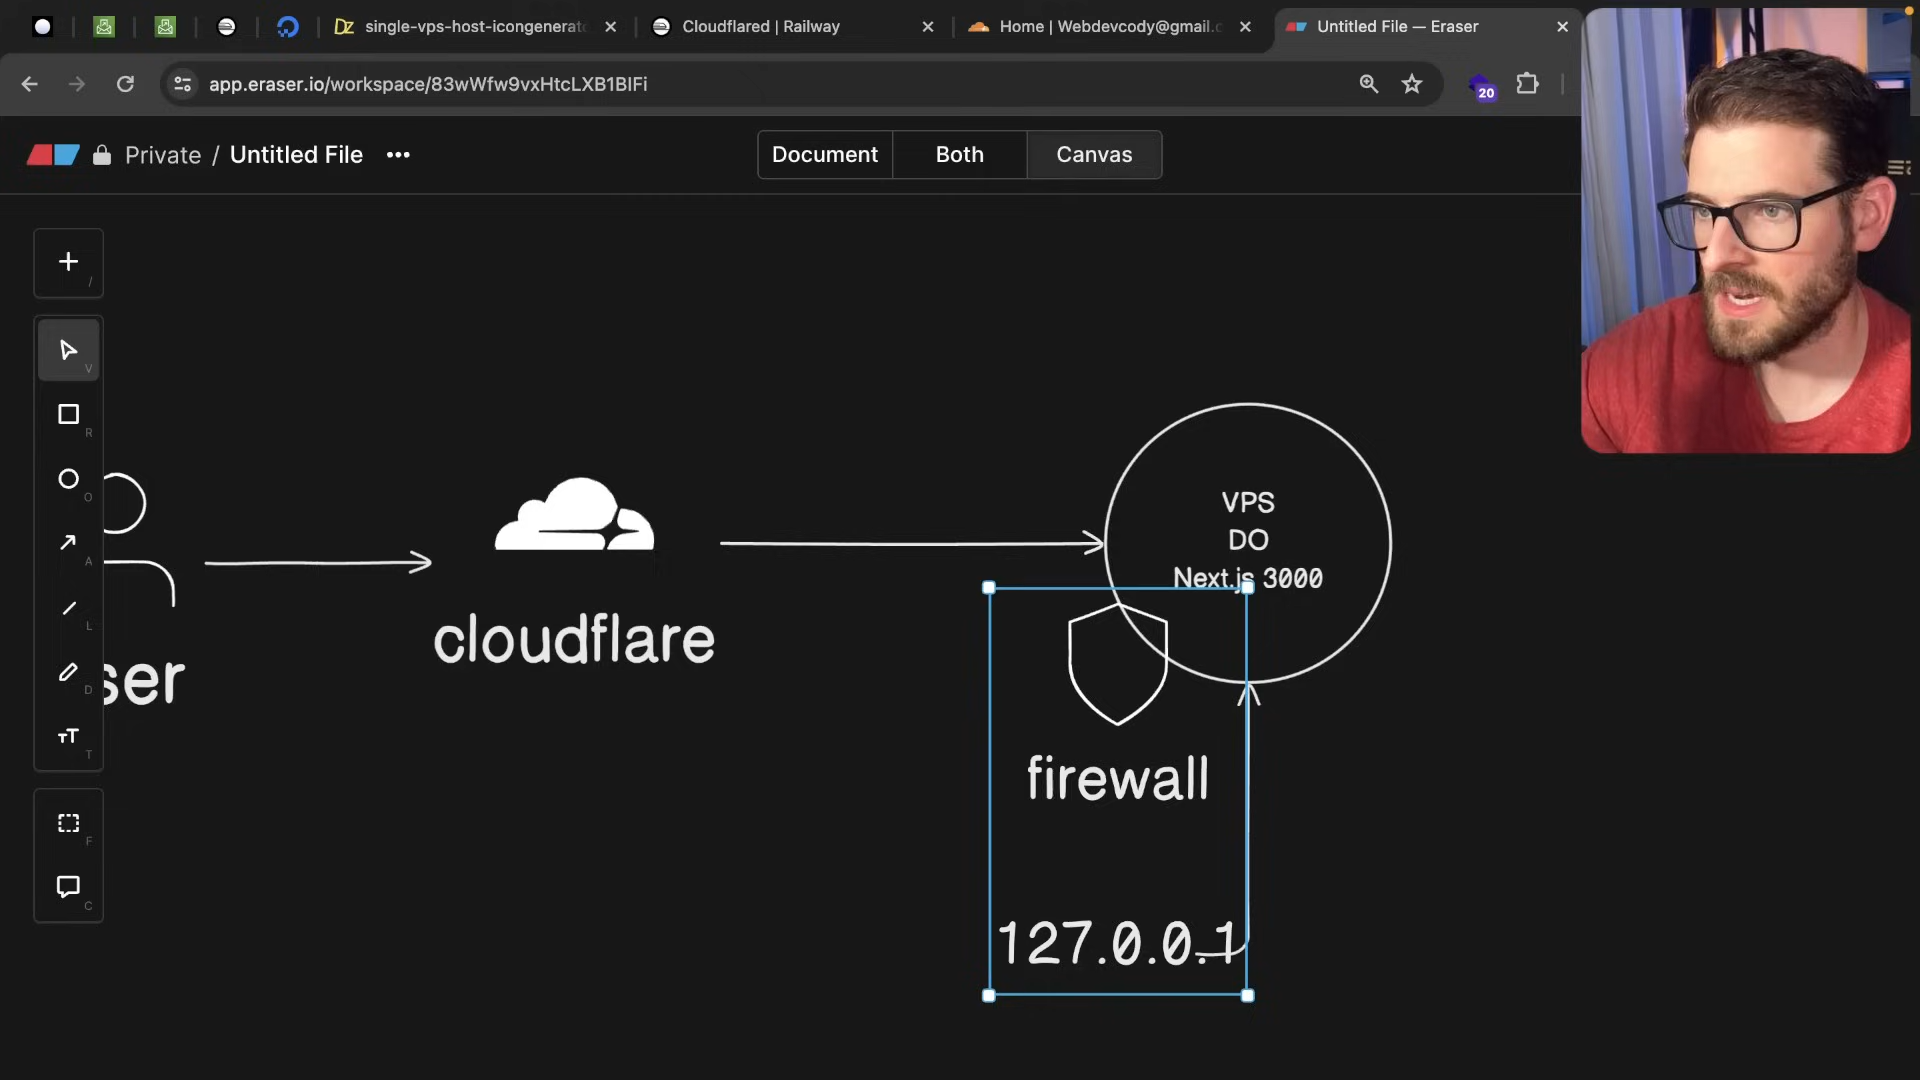 single-vps-host-icongenerat
Cloudflared | Railway
Home | Webdevcody@gmail.c
Untitled File — Eraser
app.eraser.io/workspace/83wWfw9vxHtcLXB1BIFi
20
Private / Untitled File •••
Document
Both
Canvas
/
V
R
O
A
L
D
T
F
C
ser
cloudflare
VPS
DO
Next.js 3000
firewall
127.0.0.1